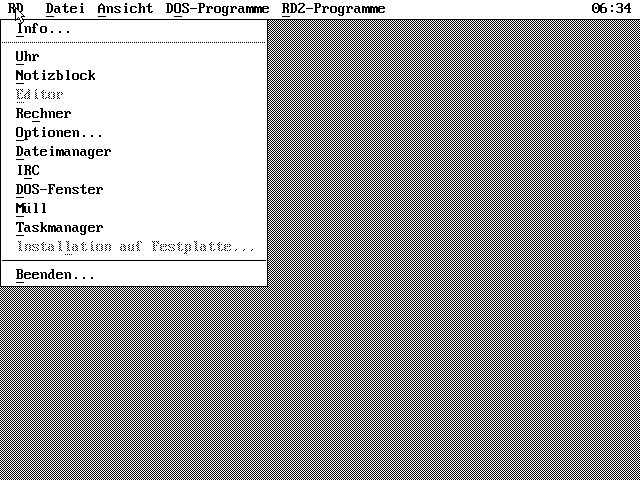 RD Datei Ansicht DOS-Programme RD2-Programme 06:34
Info...
Uhr
Notizblock
Editor
Rechner
Optionen...
Dateimanager
IRC
DOS-Fenster
Müll
Taskmanager
Installation auf Festplatte...
Beenden...